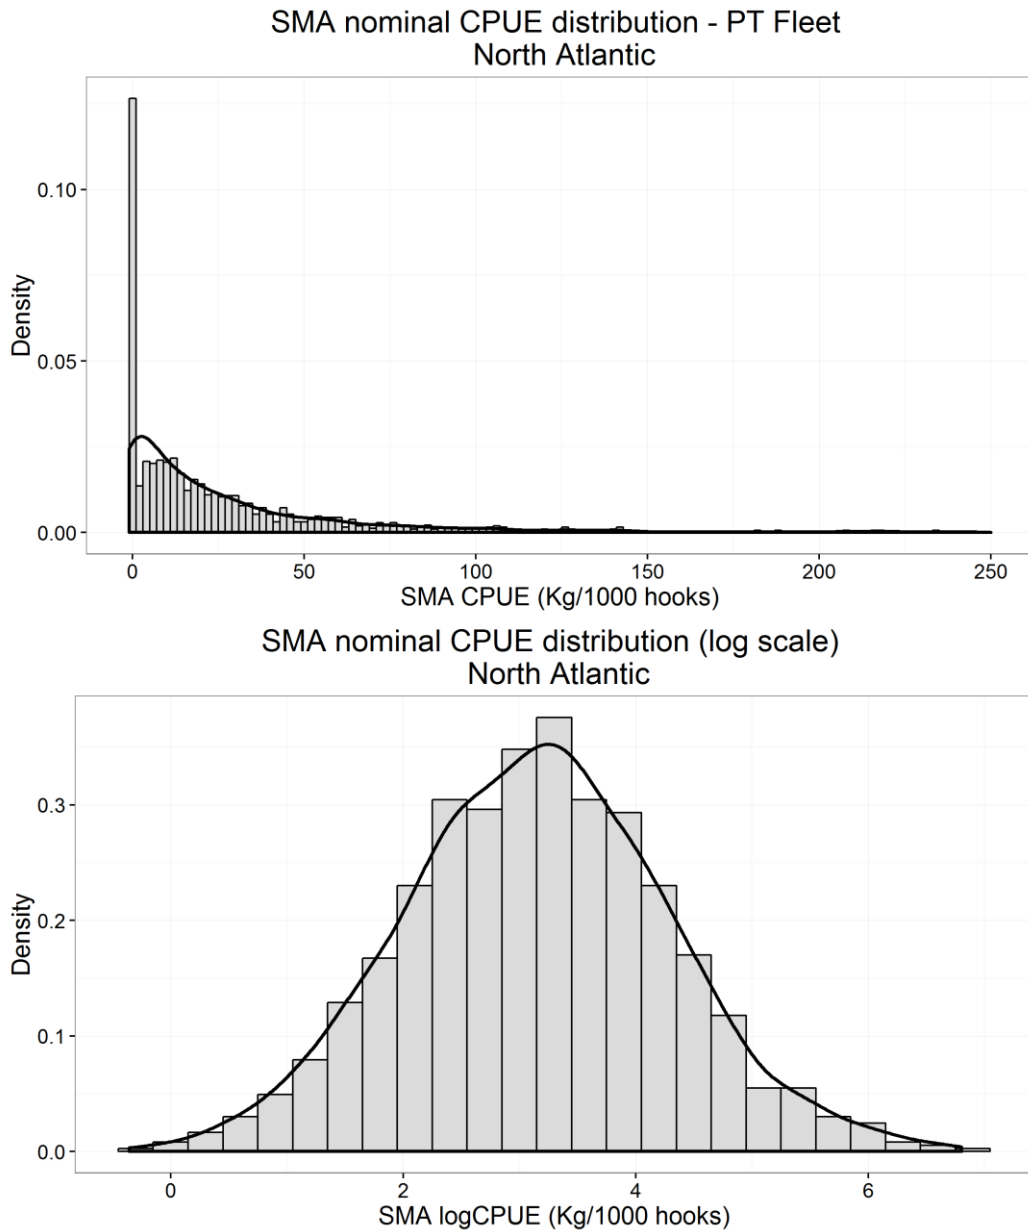 SMA nominal CPUE distribution - PT Fleet
North Atlantic
Density
0.10
0.05
0.00
0 50 100 150 200 250
SMA CPUE (Kg/1000 hooks)
SMA nominal CPUE distribution (log scale)
North Atlantic
Density
0.3
0.2
0.1
0.0
0 2 4 6
SMA logCPUE (Kg/1000 hooks)